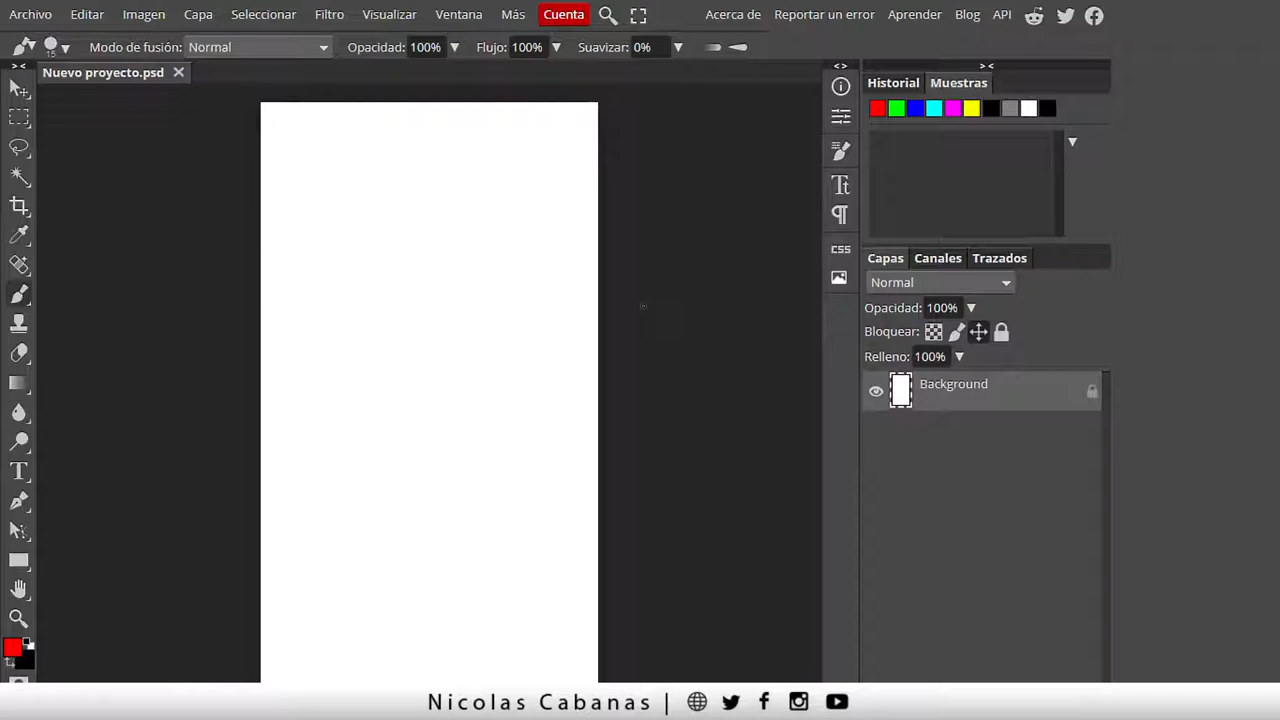 Archivo Editar Imagen Capa Seleccionar Filtro Visualizar Ventana Más Cuenta Acerca de Reportar un error Aprender Blog API
15 Modo de fusión: Normal Opacidad: 100% Flujo: 100% Suavizar: 0%
> < Nuevo proyecto.psd < > > <
Historial Muestras
CSS
Capas Canales Trazados
Normal
Opacidad: 100%
Bloquear:
Relleno: 100%
Background
Nicolas Cabanas |